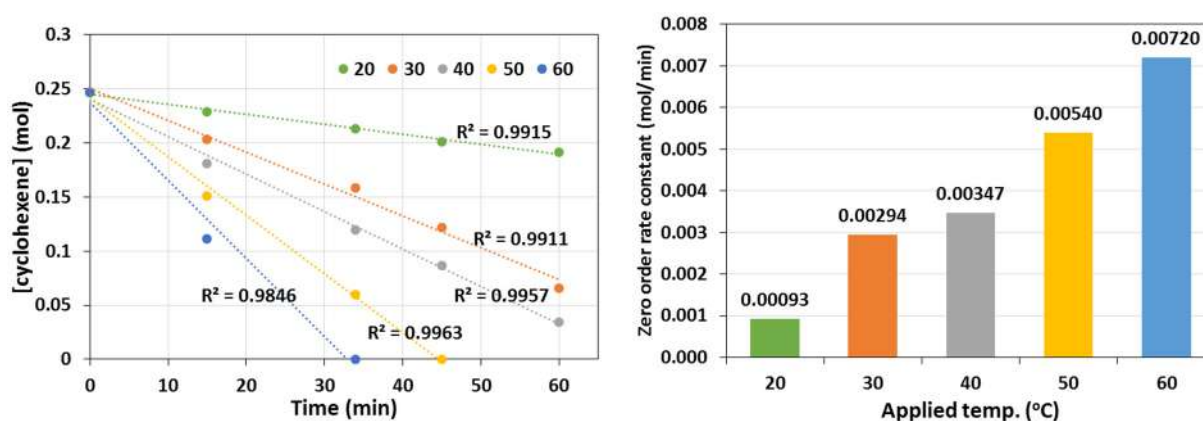 [cyclohexene] (mol)
0.3
0.25
0.2
0.15
0.1
0.05
0
20 30 40 50 60
R² = 0.9915
R² = 0.9911
R² = 0.9957
R² = 0.9846
R² = 0.9963
0 10 20 30 40 50 60
Time (min)
Zero order rate constant (mol/min)
0.008
0.007
0.006
0.005
0.004
0.003
0.002
0.001
0.000
0.00093
0.00294
0.00347
0.00540
0.00720
20 30 40 50 60
Applied temp. (°C)